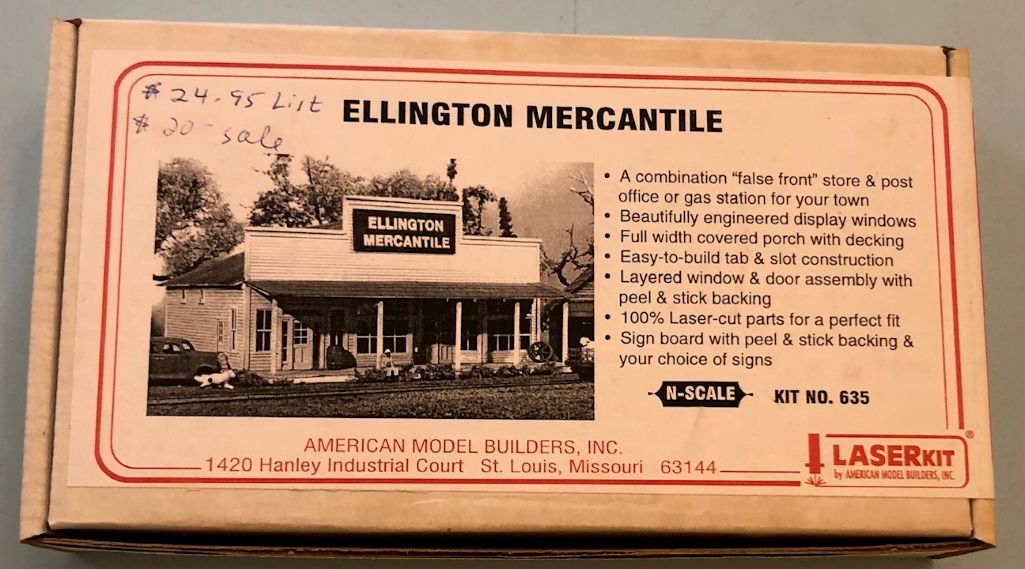 $24.95 List
$20- sale
ELLINGTON MERCANTILE
ELLINGTON
MERCANTILE
• A combination “false front” store & post
office or gas station for your town
• Beautifully engineered display windows
• Full width covered porch with decking
• Easy-to-build tab & slot construction
• Layered window & door assembly with
peel & stick backing
• 100% Laser-cut parts for a perfect fit
• Sign board with peel & stick backing &
your choice of signs
N-SCALE KIT NO. 635
AMERICAN MODEL BUILDERS, INC.
1420 Hanley Industrial Court St. Louis, Missouri 63144
LASERKIT®
by AMERICAN MODEL BUILDERS, INC.